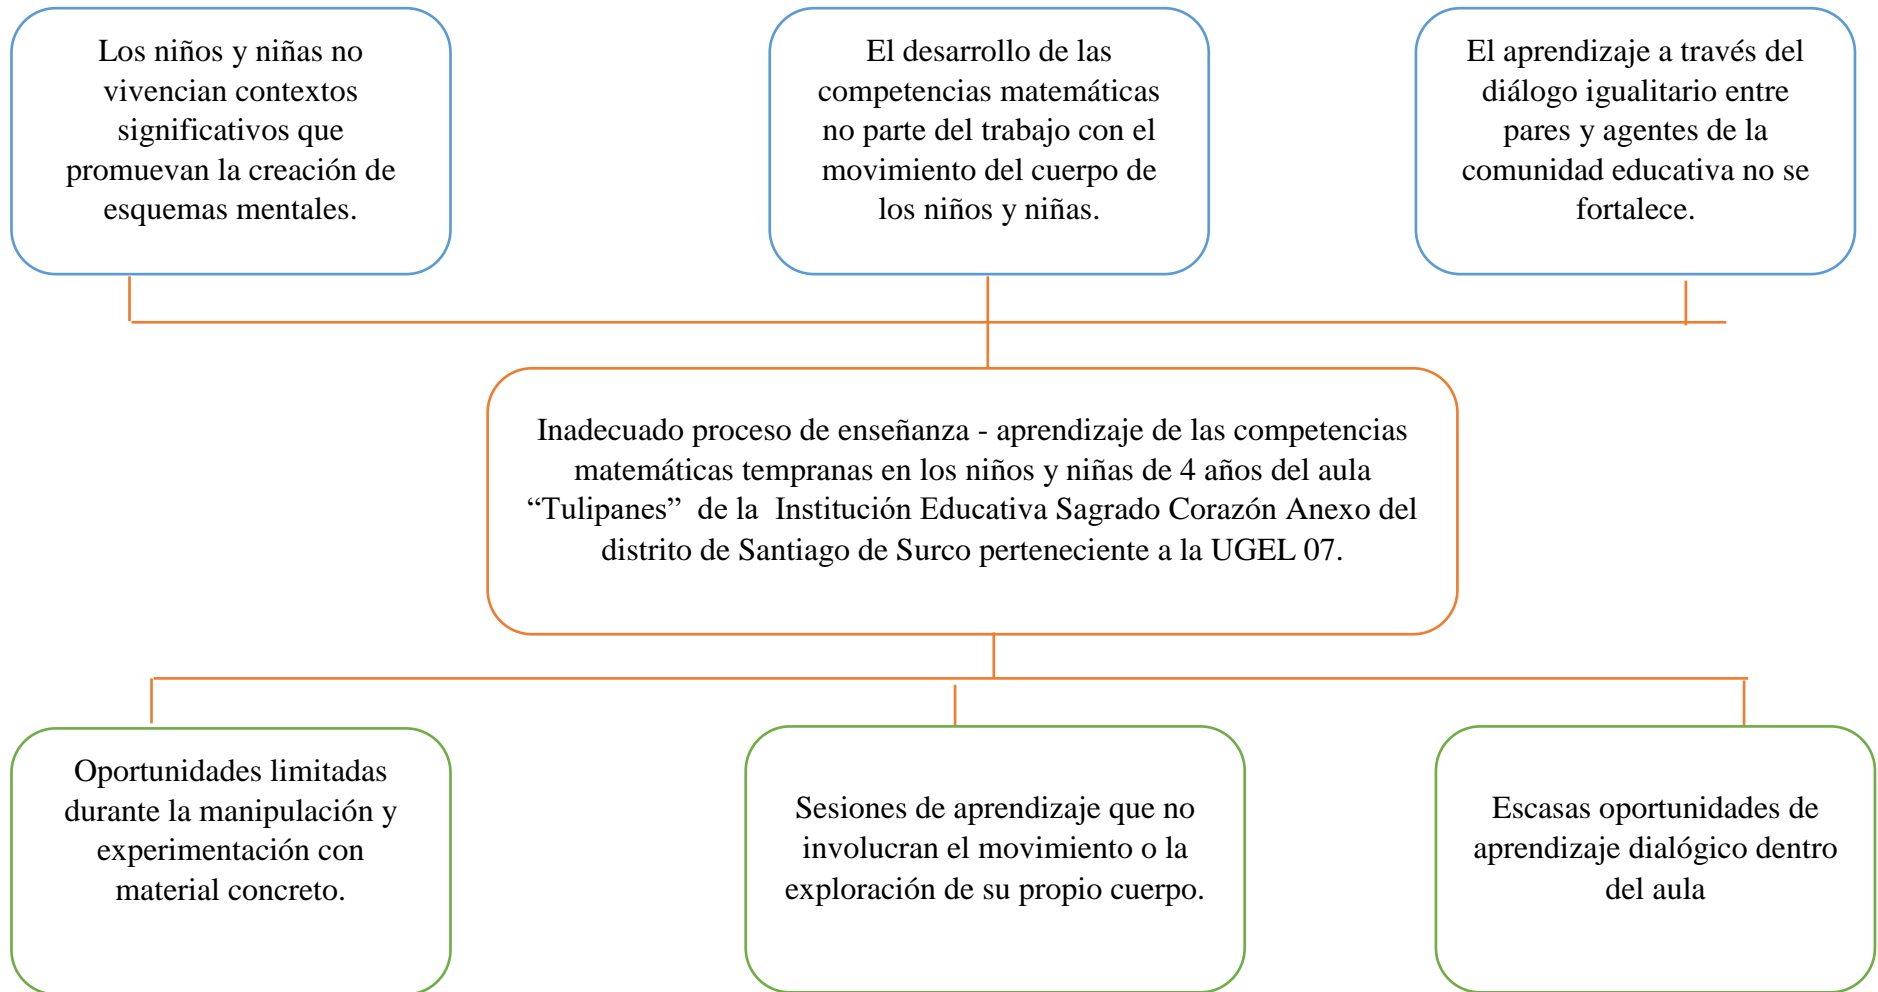 Los niños y niñas no
vivencian contextos
significativos que
promuevan la creación de
esquemas mentales.
El desarrollo de las
competencias matemáticas
no parte del trabajo con el
movimiento del cuerpo de
los niños y niñas.
El aprendizaje a través del
diálogo igualitario entre
pares y agentes de la
comunidad educativa no se
fortalece.
Inadecuado proceso de enseñanza - aprendizaje de las competencias
matemáticas tempranas en los niños y niñas de 4 años del aula
“Tulipanes” de la Institución Educativa Sagrado Corazón Anexo del
distrito de Santiago de Surco perteneciente a la UGEL 07.
Oportunidades limitadas
durante la manipulación y
experimentación con
material concreto.
Sesiones de aprendizaje que no
involucran el movimiento o la
exploración de su propio cuerpo.
Escasas oportunidades de
aprendizaje dialógico dentro
del aula